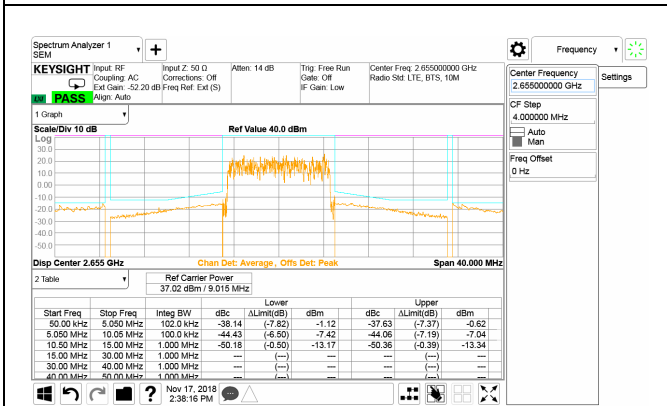 Spectrum Analyzer 1
SEM
Frequency
KEYSIGHT Input: RF Input Z: 50 Ω Atten: 14 dB Trig: Free Run Center Freq: 2.655000000 GHz
Coupling: AC Corrections: Off Gate: Off Radio Std: LTE, BTS, 10M
Ext Gain: -52.20 dB Freq Ref: Ext (S) IF Gain: Low
PASS Align: Auto
Center Frequency
2.655000000 GHz
Settings
CF Step
4.000000 MHz
Auto
Man
Freq Offset
0 Hz
1 Graph
Scale/Div 10 dB Ref Value 40.0 dBm
Log
30.0
20.0
10.0
0.00
-10.0
-20.0
-30.0
-40.0
-50.0
Disp Center 2.655 GHz Chan Det: Average, Offs Det: Peak Span 40.000 MHz
2 Table
Ref Carrier Power
37.02 dBm / 9.015 MHz
Lower Upper
Start Freq Stop Freq Integ BW dBc ΔLimit(dB) dBm dBc ΔLimit(dB) dBm
50.00 kHz 5.050 MHz 102.0 kHz -38.14 (-7.82) -1.12 -37.63 (-7.37) -0.62
5.050 MHz 10.05 MHz 100.0 kHz -44.43 (-6.50) -7.42 -44.06 (-7.19) -7.04
10.50 MHz 15.00 MHz 1.000 MHz -50.18 (-0.50) -13.17 -50.36 (-0.39) -13.34
15.00 MHz 30.00 MHz 1.000 MHz --- (---) --- --- (---) ---
30.00 MHz 40.00 MHz 1.000 MHz --- (---) --- --- (---) ---
40.00 MHz 50.00 MHz 1.000 MHz --- (---) --- --- (---) ---
Nov 17, 2018
2:38:16 PM